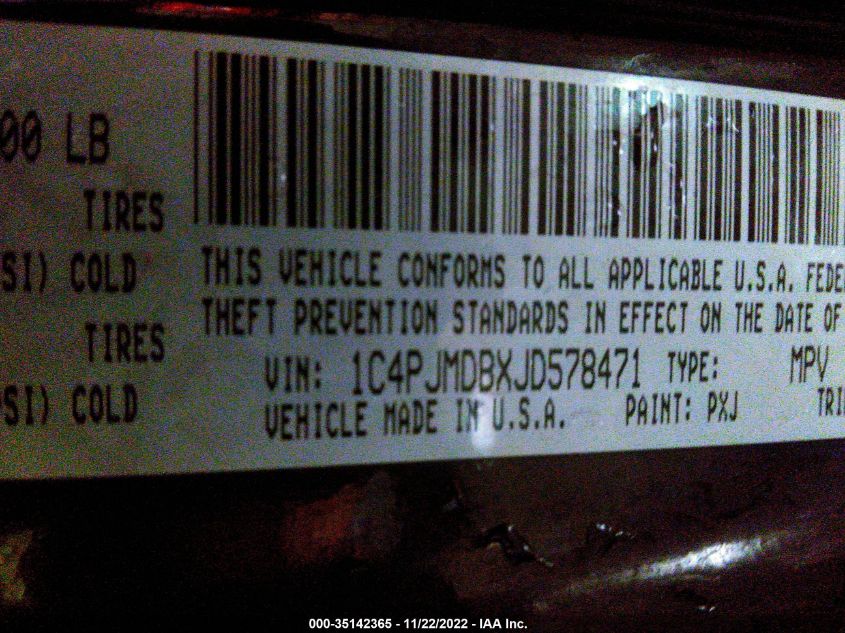 00 LB
TIRES
SI) COLD
TIRES
SI) COLD
THIS VEHICLE CONFORMS TO ALL APPLICABLE U.S.A. FEDE
THEFT PREVENTION STANDARDS IN EFFECT ON THE DATE OF
VIN: 1C4PJMDBXJD578471 TYPE: MPV
VEHICLE MADE IN U.S.A. PAINT: PXJ TRI
000-35142365 - 11/22/2022 - IAA Inc.